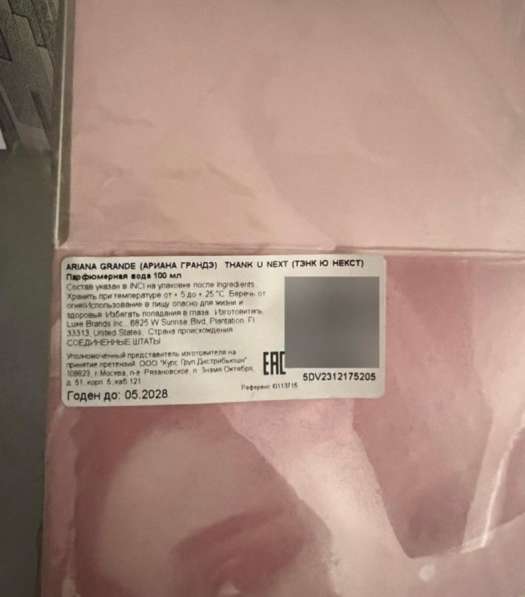 ARIANA GRANDE (АРИАНА ГРАНДЭ) THANK U NEXT (ТЭНК Ю НЕКСТ)
Парфюмерная вода 100 мл
Состав указан в INCI на упаковке после Ingredients.
Хранить при температуре от + 5 до + 25 °C. Беречь от
огня.Использование в пищу опасно для жизни и
здоровья. Избегать попадания в глаза. Изготовитель:
Luxe Brands Inc., 6825 W Sunrise Blvd, Plantation, Fl
33313, United States. Страна происхождения
СОЕДИНЕННЫЕ ШТАТЫ
Уполномоченный представитель изготовителя на
принятие претензий: ООО "Курс Груп Дистрибьюшн"
108823, г.Москва, п-е Рязановское, п. Знамя Октября,
д. 51, корп. 5, каб.121
Годен до: 05.2028
EAC
5DV2312175205
Референс G113715